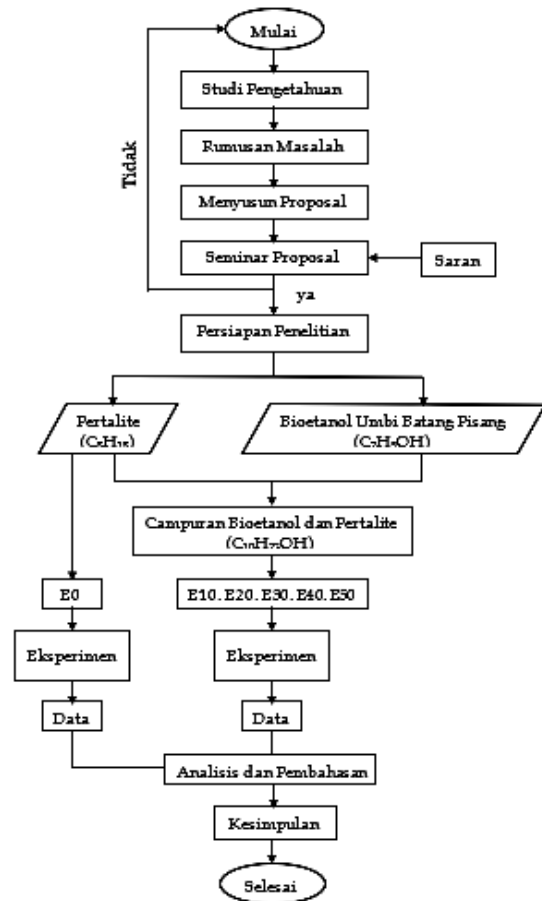 Mulai
Studi Pengetahuan
Rumusan Masalah
Tidak
Menyusun Proposal
Seminar Proposal
Saran
ya
Persiapan Penelitian
Pertalite
(C₈H₁₈)
Bioetanol Umbi Batang Pisang
(C₂H₅OH)
Campuran Bioetanol dan Pertalite
E0
E10. E20. E30. E40. E50
Eksperimen
Eksperimen
Data
Data
Analisis dan Pembahasan
Kesimpulan
Selesai